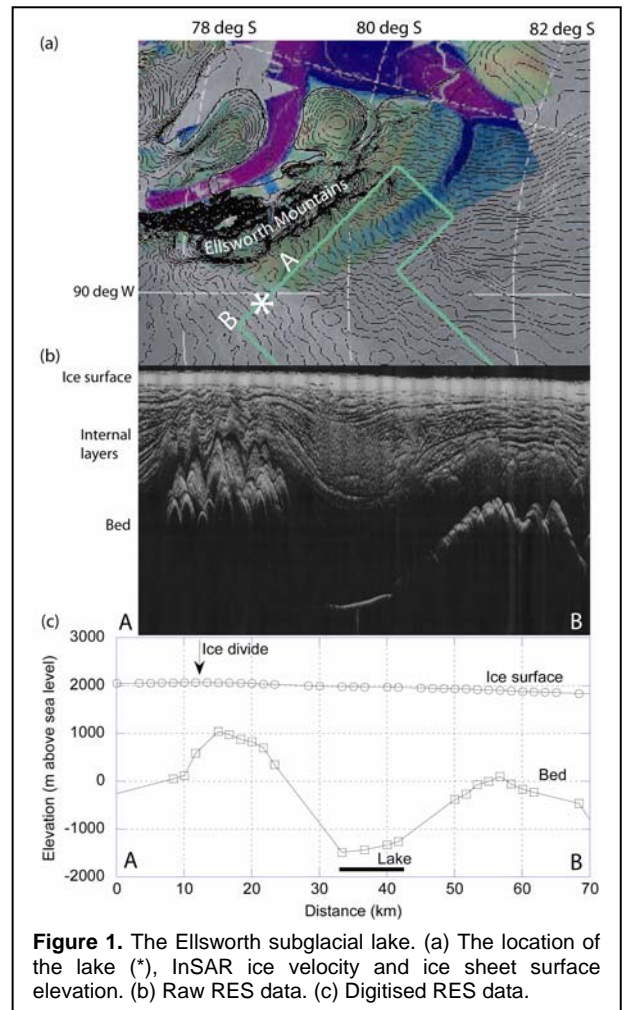 78 deg S 80 deg S 82 deg S
(a)
Ellsworth Mountains
A
90 deg W
*
B
(b)
Ice surface
Internal
layers
Bed
(c) A B
3000
Ice divide
2000
Ice surface
1000
0
Bed
-1000
Lake
A B
-2000
0 10 20 30 40 50 60 70
Elevation (m above sea level)
Distance (km)
Figure 1. The Ellsworth subglacial lake. (a) The location of
the lake (*), InSAR ice velocity and ice sheet surface
elevation. (b) Raw RES data. (c) Digitised RES data.